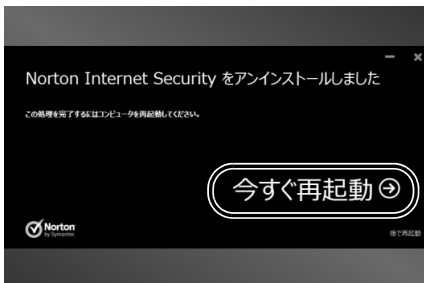 Norton Internet Security をアンインストールしました
この処理を完了するにはコンピュータを再起動してください。
今すぐ再起動
Norton
by Symantec
後で再起動